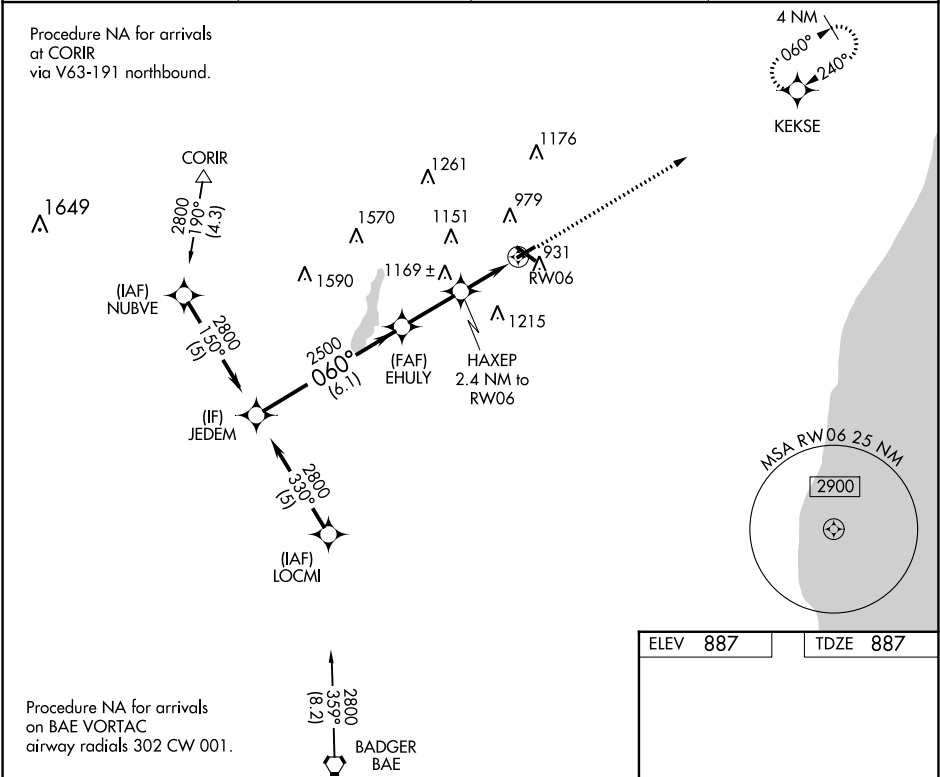 Procedure NA for arrivals
at CORIR
via V63-191 northbound.
4 NM
060°
240°
KEKSE
CORIR
1649
2800
190°
(4.3)
1261
1176
979
1570
1151
931
1590
1169 ±
RW06
1215
(IAF)
NUBVE
2800
150°
(5)
2500
060°
(6.1)
(FAF)
EHULY
HAXEP
2.4 NM to
RW06
(IF)
JEDEM
2800
330°
(5)
(IAF)
LOCMI
MSA RW06 25 NM
2900
ELEV 887
TDZE 887
2800
359°
(8.2)
BADGER
BAE
Procedure NA for arrivals
on BAE VORTAC
airway radials 302 CW 001.